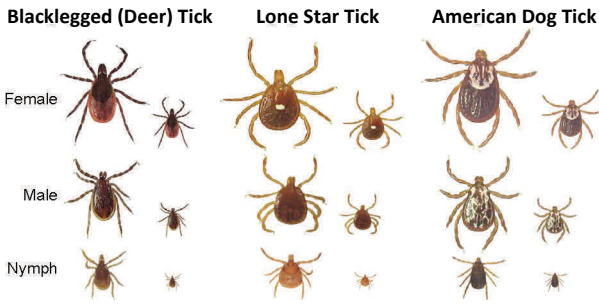 Blacklegged (Deer) Tick Lone Star Tick American Dog Tick
Female
Male
Nymph